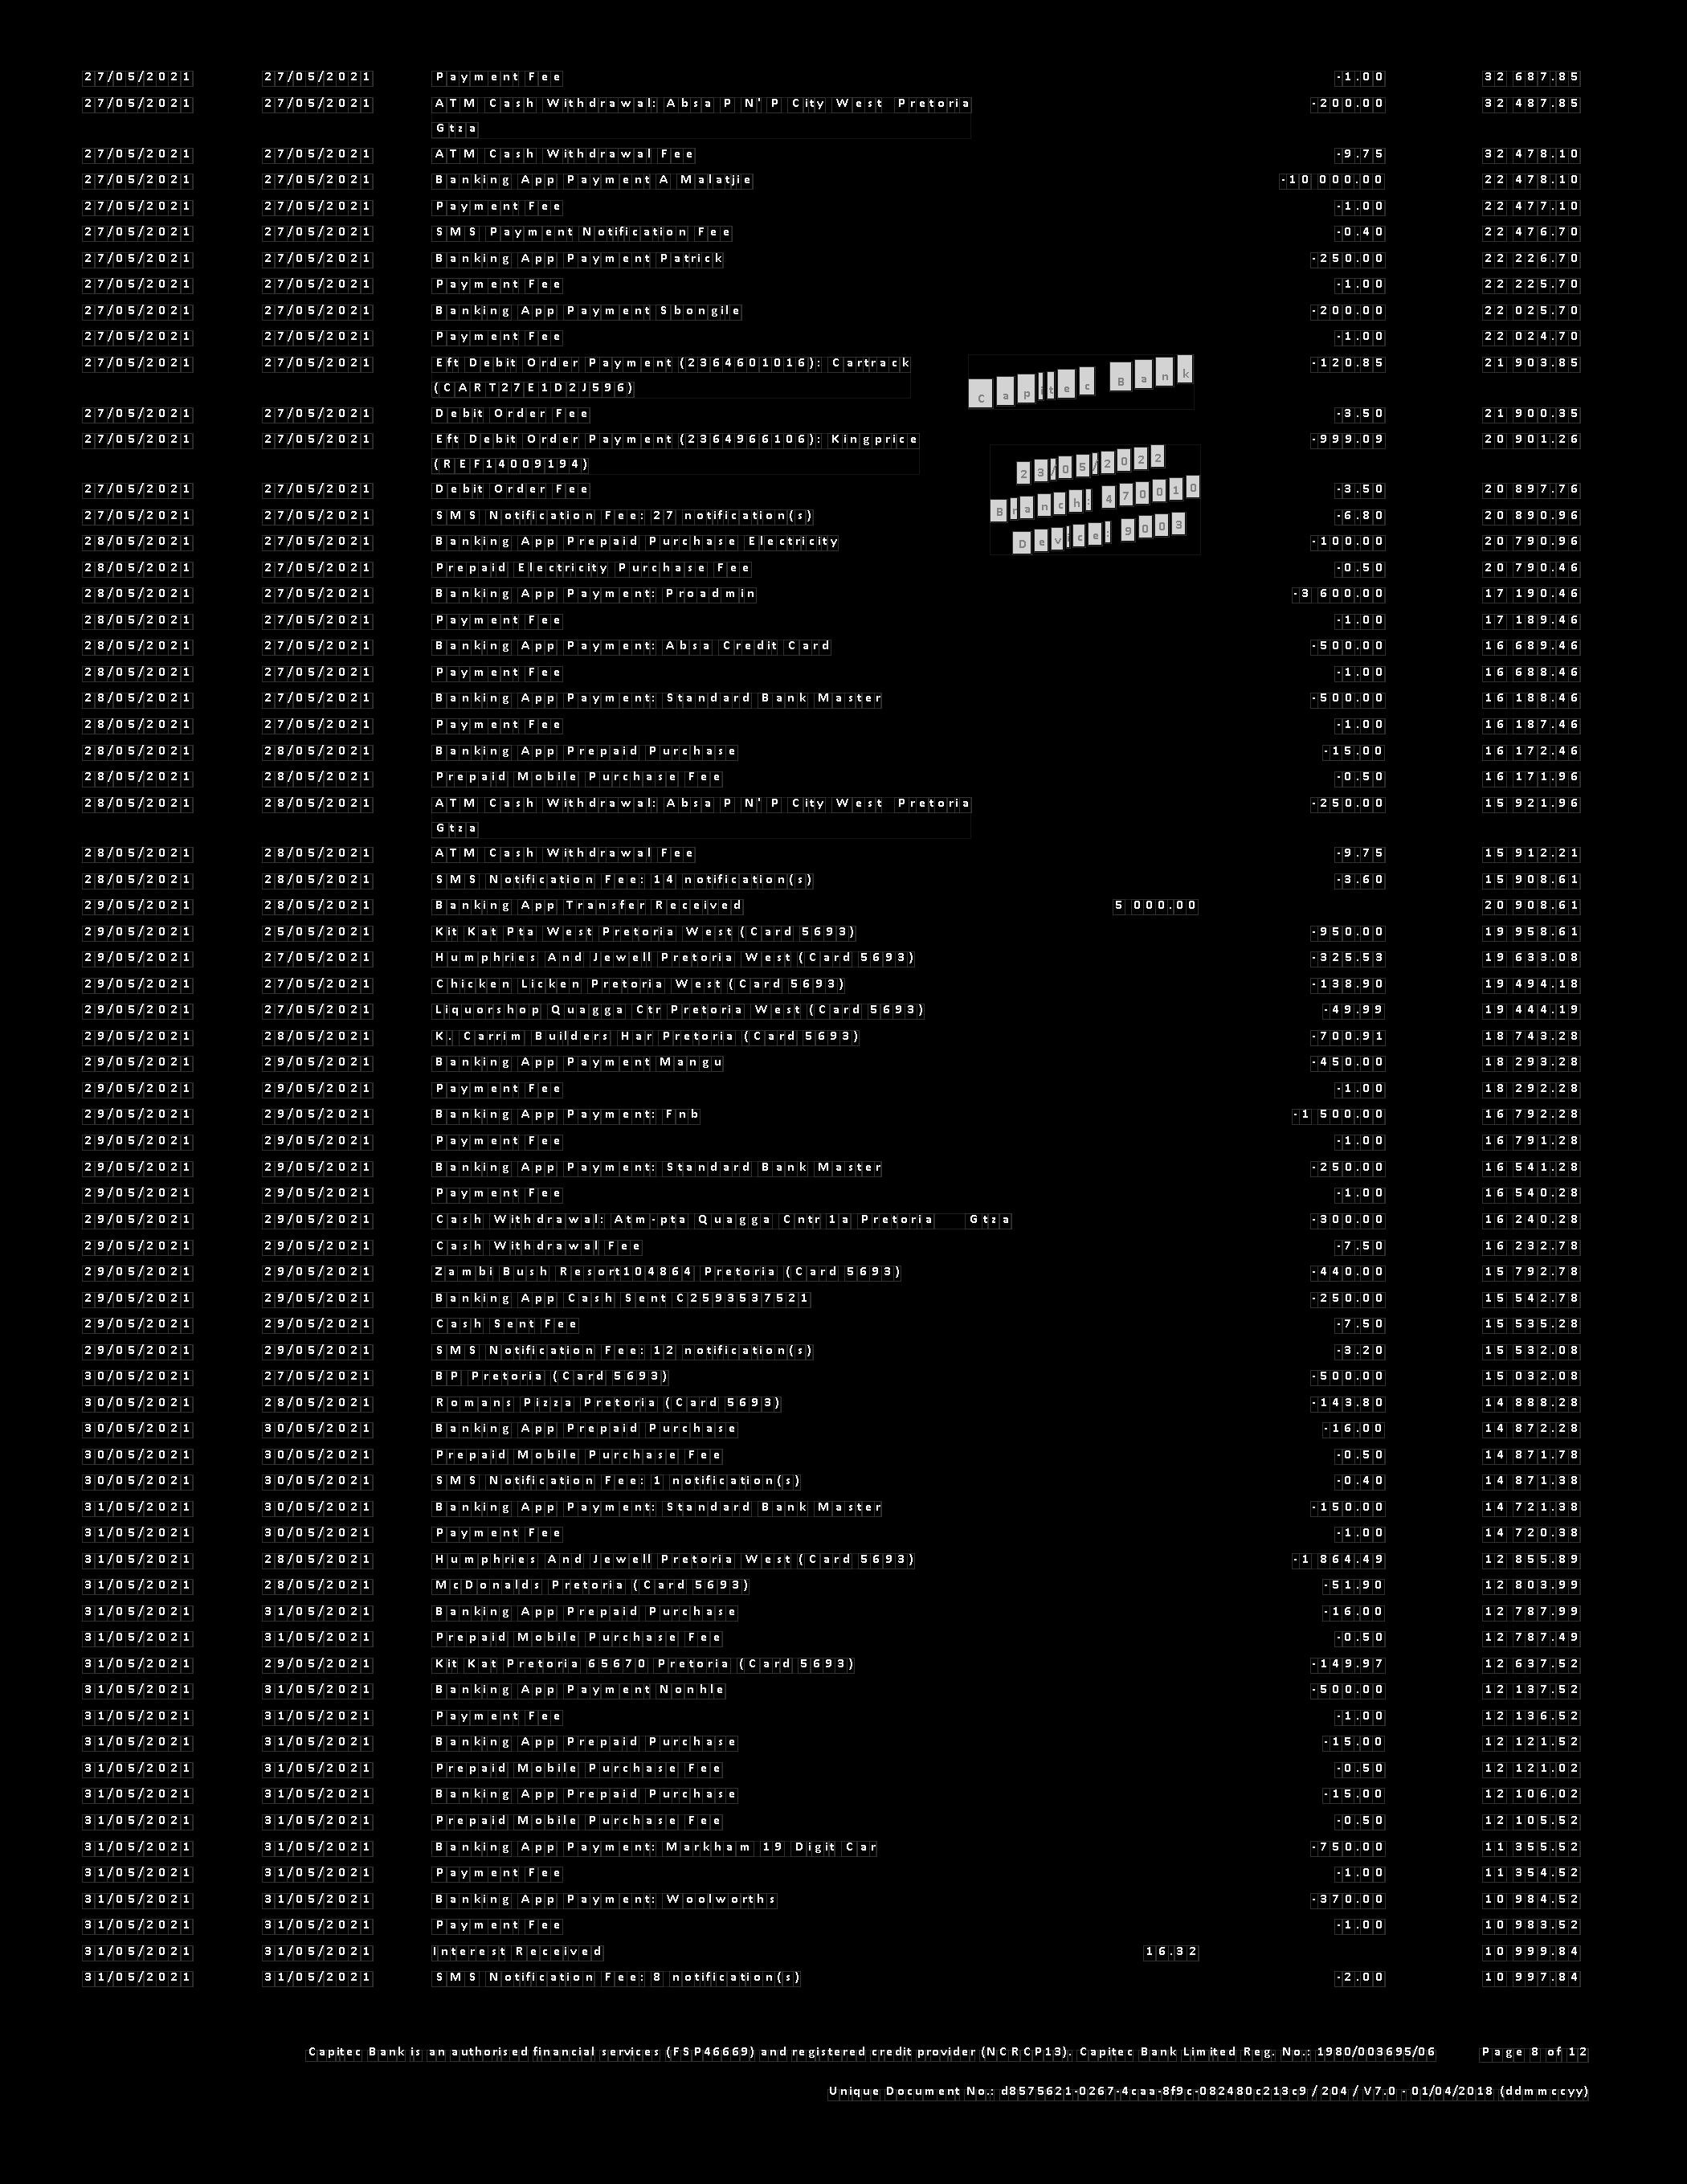 27/05/2021 27/05/2021 Payment Fee -1.00 32 687.85
27/05/2021 27/05/2021 ATM Cash Withdrawal: Absa P N'P City West Pretoria -200.00 32 487.85
Gtza
27/05/2021 27/05/2021 ATM Cash Withdrawal Fee -9.75 32 478.10
27/05/2021 27/05/2021 Banking App Payment A Malatjie -10 000.00 22 478.10
27/05/2021 27/05/2021 Payment Fee -1.00 22 477.10
27/05/2021 27/05/2021 SMS Payment Notification Fee -0.40 22 476.70
27/05/2021 27/05/2021 Banking App Payment Patrick -250.00 22 226.70
27/05/2021 27/05/2021 Payment Fee -1.00 22 225.70
27/05/2021 27/05/2021 Banking App Payment Sbongile -200.00 22 025.70
27/05/2021 27/05/2021 Payment Fee -1.00 22 024.70
27/05/2021 27/05/2021 Eft Debit Order Payment (2364601016): Cartrack -120.85 21 903.85
(CART27E1D2J596)
Capitec Bank
27/05/2021 27/05/2021 Debit Order Fee -3.50 21 900.35
27/05/2021 27/05/2021 Eft Debit Order Payment (2364966106): Kingprice -999.09 20 901.26
(REF14009194)
23/05/2022
Branch: 470010
Device: 9003
27/05/2021 27/05/2021 Debit Order Fee -3.50 20 897.76
27/05/2021 27/05/2021 SMS Notification Fee: 27 notification(s) -6.80 20 890.96
28/05/2021 27/05/2021 Banking App Prepaid Purchase Electricity -100.00 20 790.96
28/05/2021 27/05/2021 Prepaid Electricity Purchase Fee -0.50 20 790.46
28/05/2021 27/05/2021 Banking App Payment: Proadmin -3 600.00 17 190.46
28/05/2021 27/05/2021 Payment Fee -1.00 17 189.46
28/05/2021 27/05/2021 Banking App Payment: Absa Credit Card -500.00 16 689.46
28/05/2021 27/05/2021 Payment Fee -1.00 16 688.46
28/05/2021 27/05/2021 Banking App Payment: Standard Bank Master -500.00 16 188.46
28/05/2021 27/05/2021 Payment Fee -1.00 16 187.46
28/05/2021 28/05/2021 Banking App Prepaid Purchase -15.00 16 172.46
28/05/2021 28/05/2021 Prepaid Mobile Purchase Fee -0.50 16 171.96
28/05/2021 28/05/2021 ATM Cash Withdrawal: Absa P N'P City West Pretoria -250.00 15 921.96
Gtza
28/05/2021 28/05/2021 ATM Cash Withdrawal Fee -9.75 15 912.21
28/05/2021 28/05/2021 SMS Notification Fee: 14 notification(s) -3.60 15 908.61
29/05/2021 28/05/2021 Banking App Transfer Received 5 000.00 20 908.61
29/05/2021 25/05/2021 Kit Kat Pta West Pretoria West (Card 5693) -950.00 19 958.61
29/05/2021 27/05/2021 Humphries And Jewell Pretoria West (Card 5693) -325.53 19 633.08
29/05/2021 27/05/2021 Chicken Licken Pretoria West (Card 5693) -138.90 19 494.18
29/05/2021 27/05/2021 Liquorshop Quagga Ctr Pretoria West (Card 5693) -49.99 19 444.19
29/05/2021 28/05/2021 K. Carrim Builders Har Pretoria (Card 5693) -700.91 18 743.28
29/05/2021 29/05/2021 Banking App Payment Mangu -450.00 18 293.28
29/05/2021 29/05/2021 Payment Fee -1.00 18 292.28
29/05/2021 29/05/2021 Banking App Payment: Fnb -1 500.00 16 792.28
29/05/2021 29/05/2021 Payment Fee -1.00 16 791.28
29/05/2021 29/05/2021 Banking App Payment: Standard Bank Master -250.00 16 541.28
29/05/2021 29/05/2021 Payment Fee -1.00 16 540.28
29/05/2021 29/05/2021 Cash Withdrawal: Atm-pta Quagga Cntr 1a Pretoria Gtza -300.00 16 240.28
29/05/2021 29/05/2021 Cash Withdrawal Fee -7.50 16 232.78
29/05/2021 29/05/2021 Zambi Bush Resort104864 Pretoria (Card 5693) -440.00 15 792.78
29/05/2021 29/05/2021 Banking App Cash Sent C2593537521 -250.00 15 542.78
29/05/2021 29/05/2021 Cash Sent Fee -7.50 15 535.28
29/05/2021 29/05/2021 SMS Notification Fee: 12 notification(s) -3.20 15 532.08
30/05/2021 27/05/2021 BP Pretoria (Card 5693) -500.00 15 032.08
30/05/2021 28/05/2021 Romans Pizza Pretoria (Card 5693) -143.80 14 888.28
30/05/2021 30/05/2021 Banking App Prepaid Purchase -16.00 14 872.28
30/05/2021 30/05/2021 Prepaid Mobile Purchase Fee -0.50 14 871.78
30/05/2021 30/05/2021 SMS Notification Fee: 1 notification(s) -0.40 14 871.38
31/05/2021 30/05/2021 Banking App Payment: Standard Bank Master -150.00 14 721.38
31/05/2021 30/05/2021 Payment Fee -1.00 14 720.38
31/05/2021 28/05/2021 Humphries And Jewell Pretoria West (Card 5693) -1 864.49 12 855.89
31/05/2021 28/05/2021 McDonalds Pretoria (Card 5693) -51.90 12 803.99
31/05/2021 31/05/2021 Banking App Prepaid Purchase -16.00 12 787.99
31/05/2021 31/05/2021 Prepaid Mobile Purchase Fee -0.50 12 787.49
31/05/2021 29/05/2021 Kit Kat Pretoria 65670 Pretoria (Card 5693) -149.97 12 637.52
31/05/2021 31/05/2021 Banking App Payment Nonhle -500.00 12 137.52
31/05/2021 31/05/2021 Payment Fee -1.00 12 136.52
31/05/2021 31/05/2021 Banking App Prepaid Purchase -15.00 12 121.52
31/05/2021 31/05/2021 Prepaid Mobile Purchase Fee -0.50 12 121.02
31/05/2021 31/05/2021 Banking App Prepaid Purchase -15.00 12 106.02
31/05/2021 31/05/2021 Prepaid Mobile Purchase Fee -0.50 12 105.52
31/05/2021 31/05/2021 Banking App Payment: Markham 19 Digit Car -750.00 11 355.52
31/05/2021 31/05/2021 Payment Fee -1.00 11 354.52
31/05/2021 31/05/2021 Banking App Payment: Woolworths -370.00 10 984.52
31/05/2021 31/05/2021 Payment Fee -1.00 10 983.52
31/05/2021 31/05/2021 Interest Received 16.32 10 999.84
31/05/2021 31/05/2021 SMS Notification Fee: 8 notification(s) -2.00 10 997.84
Capitec Bank is an authorised financial services (FSP46669) and registered credit provider (NCRCP13). Capitec Bank Limited Reg. No.: 1980/003695/06 Page 8 of 12
Unique Document No.: d8575621-0267-4caa-8f9c-082480c213c9 / 204 / V7.0 - 01/04/2018 (ddmmccyy)